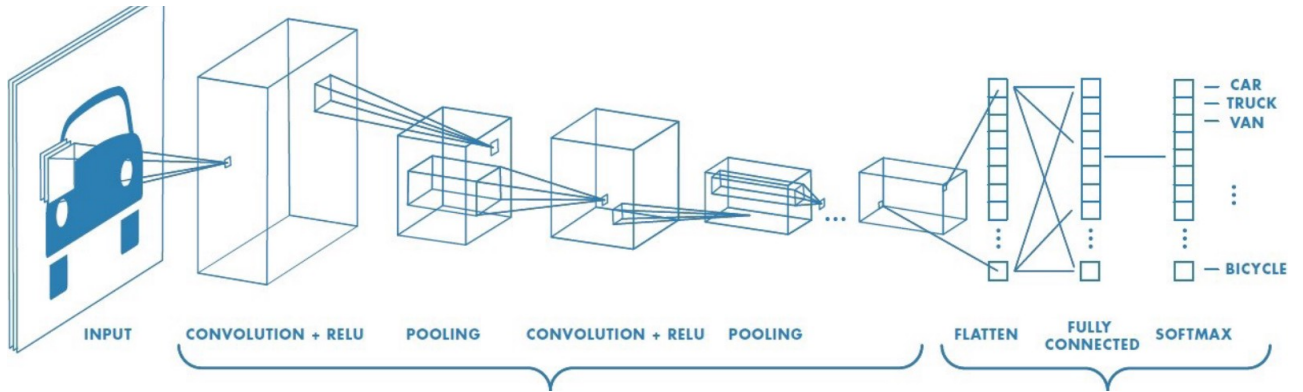 CAR
TRUCK
VAN
BICYCLE
INPUT
CONVOLUTION + RELU
POOLING
CONVOLUTION + RELU
POOLING
FLATTEN
FULLY
CONNECTED
SOFTMAX